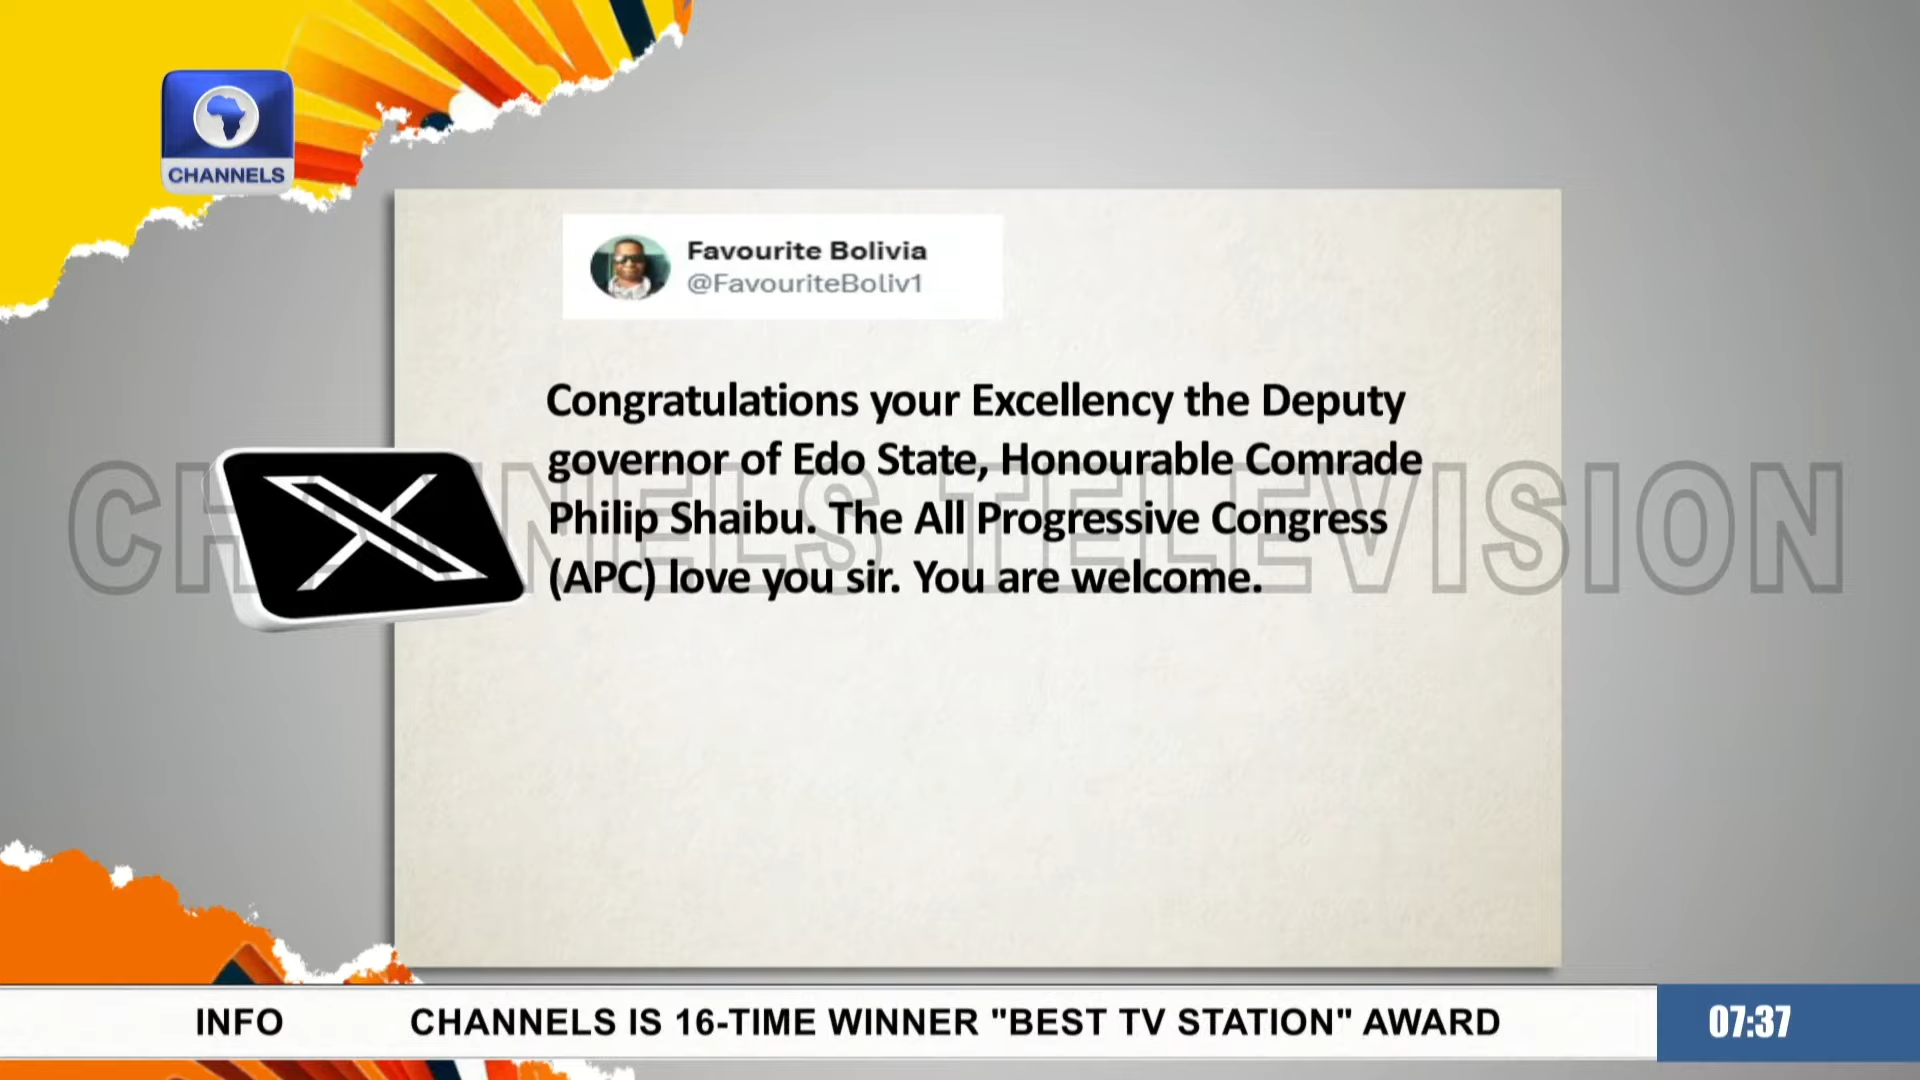 CHANNELS
Favourite Bolivia
@FavouriteBoliv1
Congratulations your Excellency the Deputy
governor of Edo State, Honourable Comrade
Philip Shaibu. The All Progressive Congress
(APC) love you sir. You are welcome.
CHANNELS TELEVISION
INFO CHANNELS IS 16-TIME WINNER "BEST TV STATION" AWARD 07:37